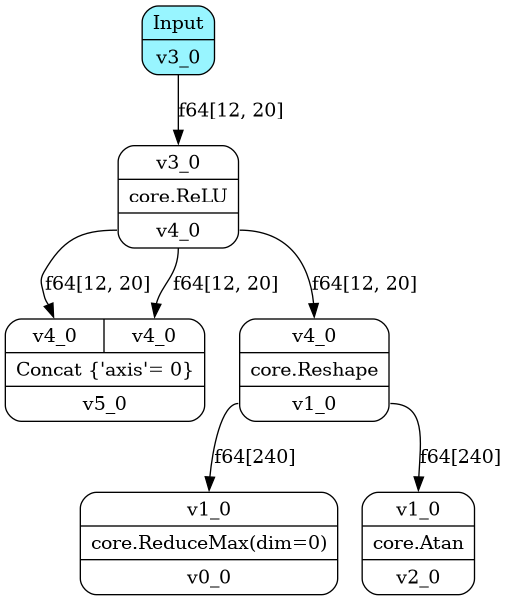 Input
v3_0
f64[12, 20]
v3_0
core.ReLU
v4_0
f64[12, 20] f64[12, 20] f64[12, 20]
v4_0 v4_0
Concat {'axis'= 0}
v5_0
v4_0
core.Reshape
v1_0
f64[240] f64[240]
v1_0
core.ReduceMax(dim=0)
v0_0
v1_0
core.Atan
v2_0